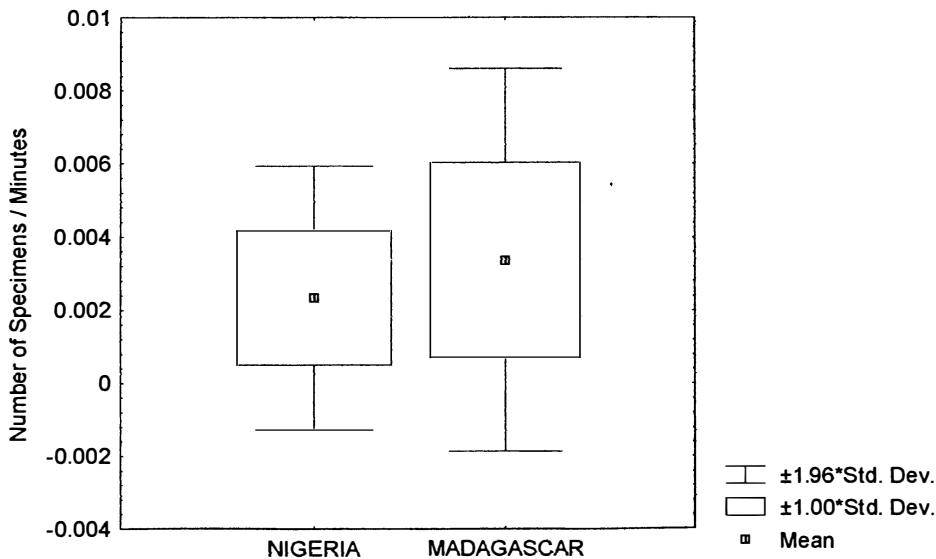 Number of Specimens / Minutes
0.01
0.008
0.006
0.004
0.002
0
-0.002
-0.004
NIGERIA
MADAGASCAR
±1.96*Std. Dev.
±1.00*Std. Dev.
Mean